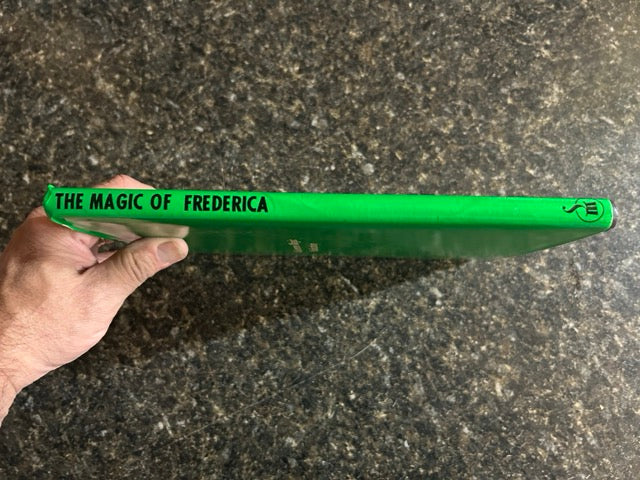 THE MAGIC OF FREDERICA